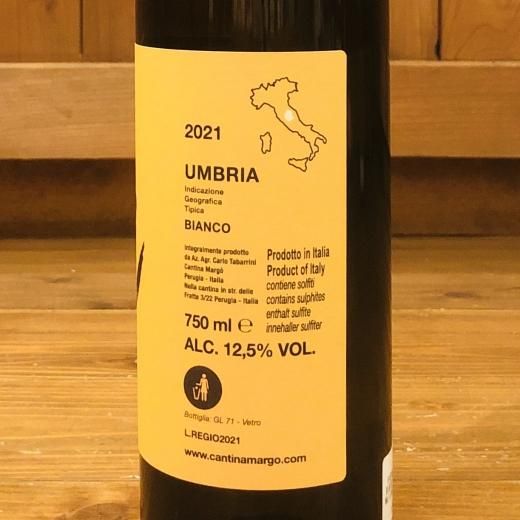 2021
UMBRIA
Indicazione
Geografica
Tipica
BIANCO
Integralmente prodotto
da Az. Agr. Carlo Tabarrini
Cantina Margò
Perugia - Italia
Nella cantina in str. delle
Fratte 3/22 Perugia - Italia
Prodotto in Italia
Product of Italy
contiene solfiti
contains sulphites
enthalt sulfite
innehaller sulfiter
750 ml ℮
ALC. 12,5% VOL.
Bottiglia: GL 71 - Vetro
L.REGIO2021
www.cantinamargo.com